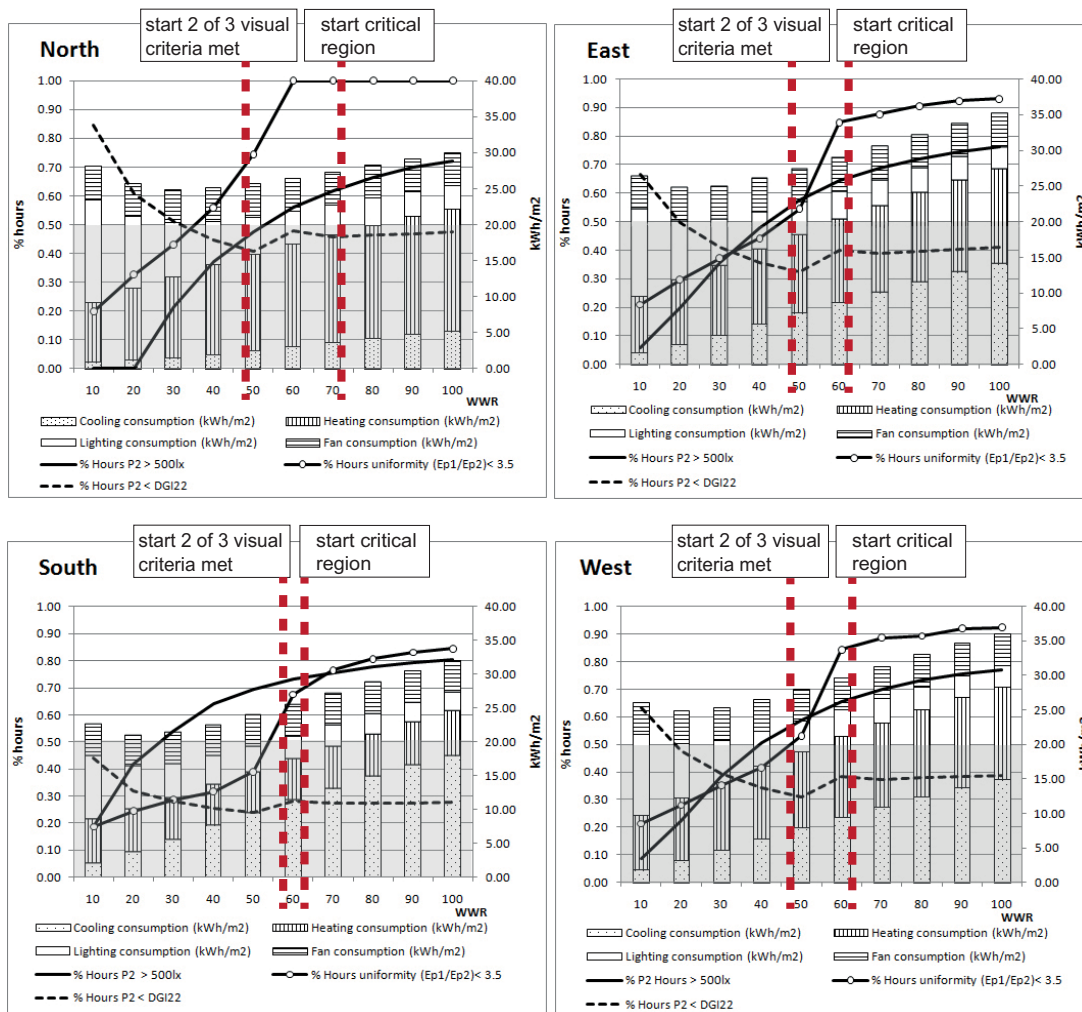 start 2 of 3 visual
criteria met
start critical
region
North
1.00 0.90 0.80 0.70 0.60 0.50 0.40 0.30 0.20 0.10 0.00
% hours
40.00 35.00 30.00 25.00 20.00 15.00 10.00 5.00 0.00
kWh/m2
10 20 30 40 50 60 70 80 90 100
WWR
Cooling consumption (kWh/m2) Heating consumption (kWh/m2)
Lighting consumption (kWh/m2) Fan consumption (kWh/m2)
% Hours P2 > 500lx % Hours uniformity (Ep1/Ep2)< 3.5
% Hours P2 < DGI22
start 2 of 3 visual
criteria met
start critical
region
East
1.00 0.90 0.80 0.70 0.60 0.50 0.40 0.30 0.20 0.10 0.00
% hours
40.00 35.00 30.00 25.00 20.00 15.00 10.00 5.00 0.00
kWh/m2
10 20 30 40 50 60 70 80 90 100
WWR
Cooling consumption (kWh/m2) Heating consumption (kWh/m2)
Lighting consumption (kWh/m2) Fan consumption (kWh/m2)
% Hours P2 > 500lx % Hours uniformity (Ep1/Ep2)< 3.5
% Hours P2 < DGI22
start 2 of 3 visual
criteria met
start critical
region
South
1.00 0.90 0.80 0.70 0.60 0.50 0.40 0.30 0.20 0.10 0.00
% hours
40.00 35.00 30.00 25.00 20.00 15.00 10.00 5.00 0.00
kWh/m2
10 20 30 40 50 60 70 80 90 100
WWR
Cooling consumption (kWh/m2) Heating consumption (kWh/m2)
Lighting consumption (kWh/m2) Fan consumption (kWh/m2)
% Hours P2 > 500lx % Hours uniformity (Ep1/Ep2)< 3.5
% Hours P2 < DGI22
start 2 of 3 visual
criteria met
start critical
region
West
1.00 0.90 0.80 0.70 0.60 0.50 0.40 0.30 0.20 0.10 0.00
% hours
40.00 35.00 30.00 25.00 20.00 15.00 10.00 5.00 0.00
kWh/m2
10 20 30 40 50 60 70 80 90 100
WWR
Cooling consumption (kWh/m2) Heating consumption (kWh/m2)
Lighting consumption (kWh/m2) Fan consumption (kWh/m2)
% P2 Hours > 500lx % Hours uniformity (Ep1/Ep2)< 3.5
% Hours P2 < DGI22